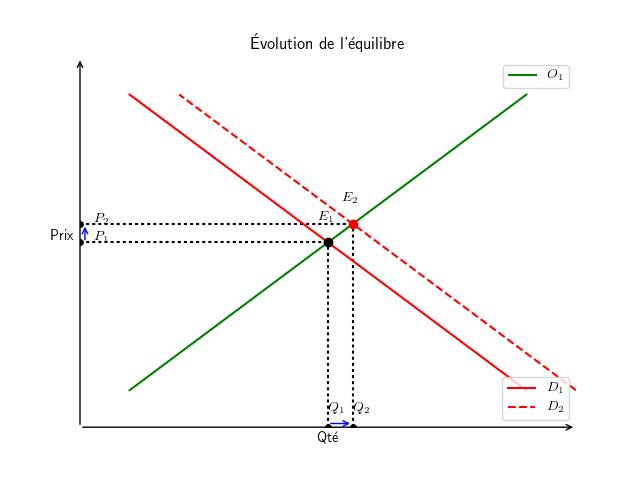 Évolution de l'équilibre
O₁
E₂
E₁
P₂
Prix
P₁
D₁
D₂
Q₁ Q₂
Qté